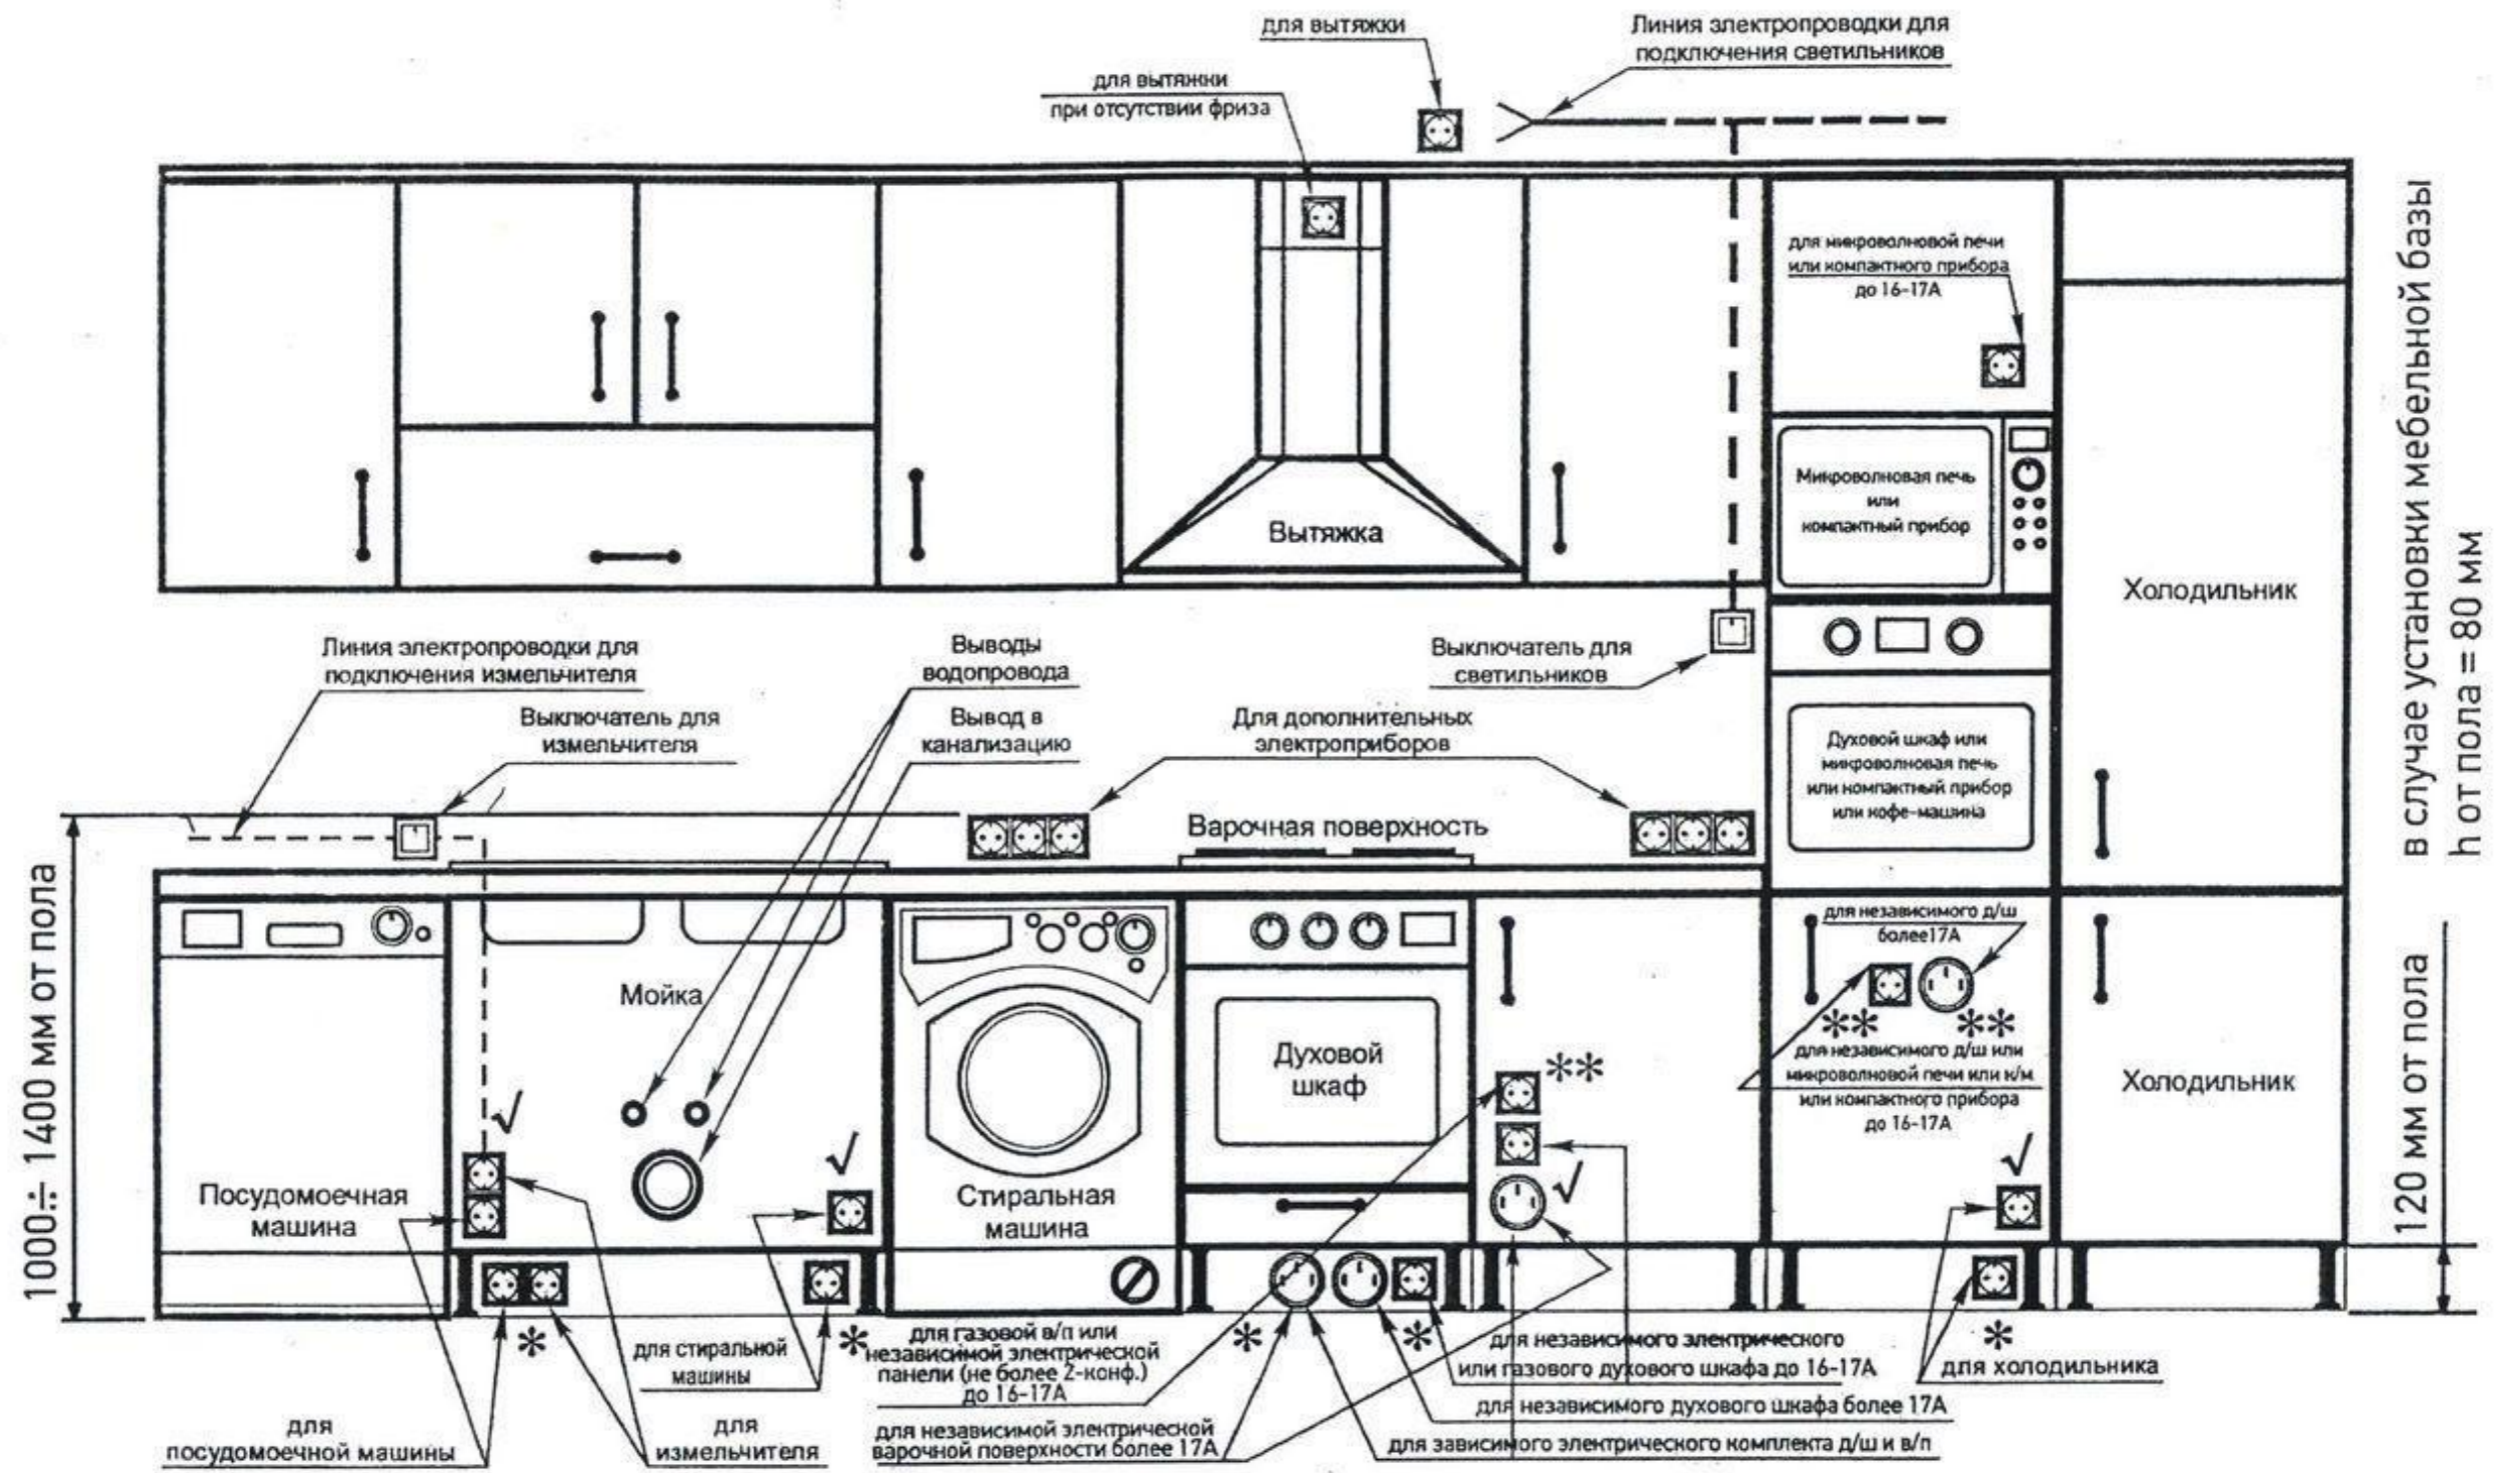 для вытяжки
Линия электропроводки для
подключения светильников
для вытяжки
при отсутствии фриза
для микроволновой печи
или компактного прибора
до 16-17А
Микроволновая печь
или
компактный прибор
Вытяжка
Холодильник
в случае установки мебельной базы
h от пола = 80 мм
Линия электропроводки для
подключения измельчителя
Выводы
водопровода
Выключатель для
светильников
Выключатель для
измельчителя
Вывод в
канализацию
Для дополнительных
электроприборов
Духовой шкаф или
микроволновая печь
или компактный прибор
или кофе-машина
Варочная поверхность
1000÷ 1400 мм от пола
для независимого д/ш
более17А
Мойка
Духовой
шкаф
**
** **
для независимого д/ш или
микроволновой печи или к/м
или компактного прибора
до 16-17А
Холодильник
120 мм от пола
√
√
√
√
Посудомоечная
машина
Стиральная
машина
* * * * *
для стиральной
машины
для газовой в/п или
независимой электрической
панели (не более 2-конф.)
до 16-17А
для независимого электрического
или газового духового шкафа до 16-17А
для холодильника
для независимого духового шкафа более 17А
для
посудомоечной машины
для
измельчителя
для независимой электрической
варочной поверхности более 17А
для зависимого электрического комплекта д/ш и в/п